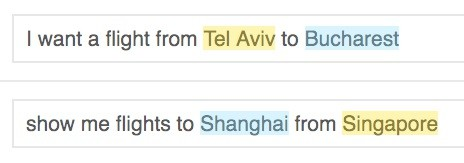 I want a flight from Tel Aviv to Bucharest
show me flights to Shanghai from Singapore